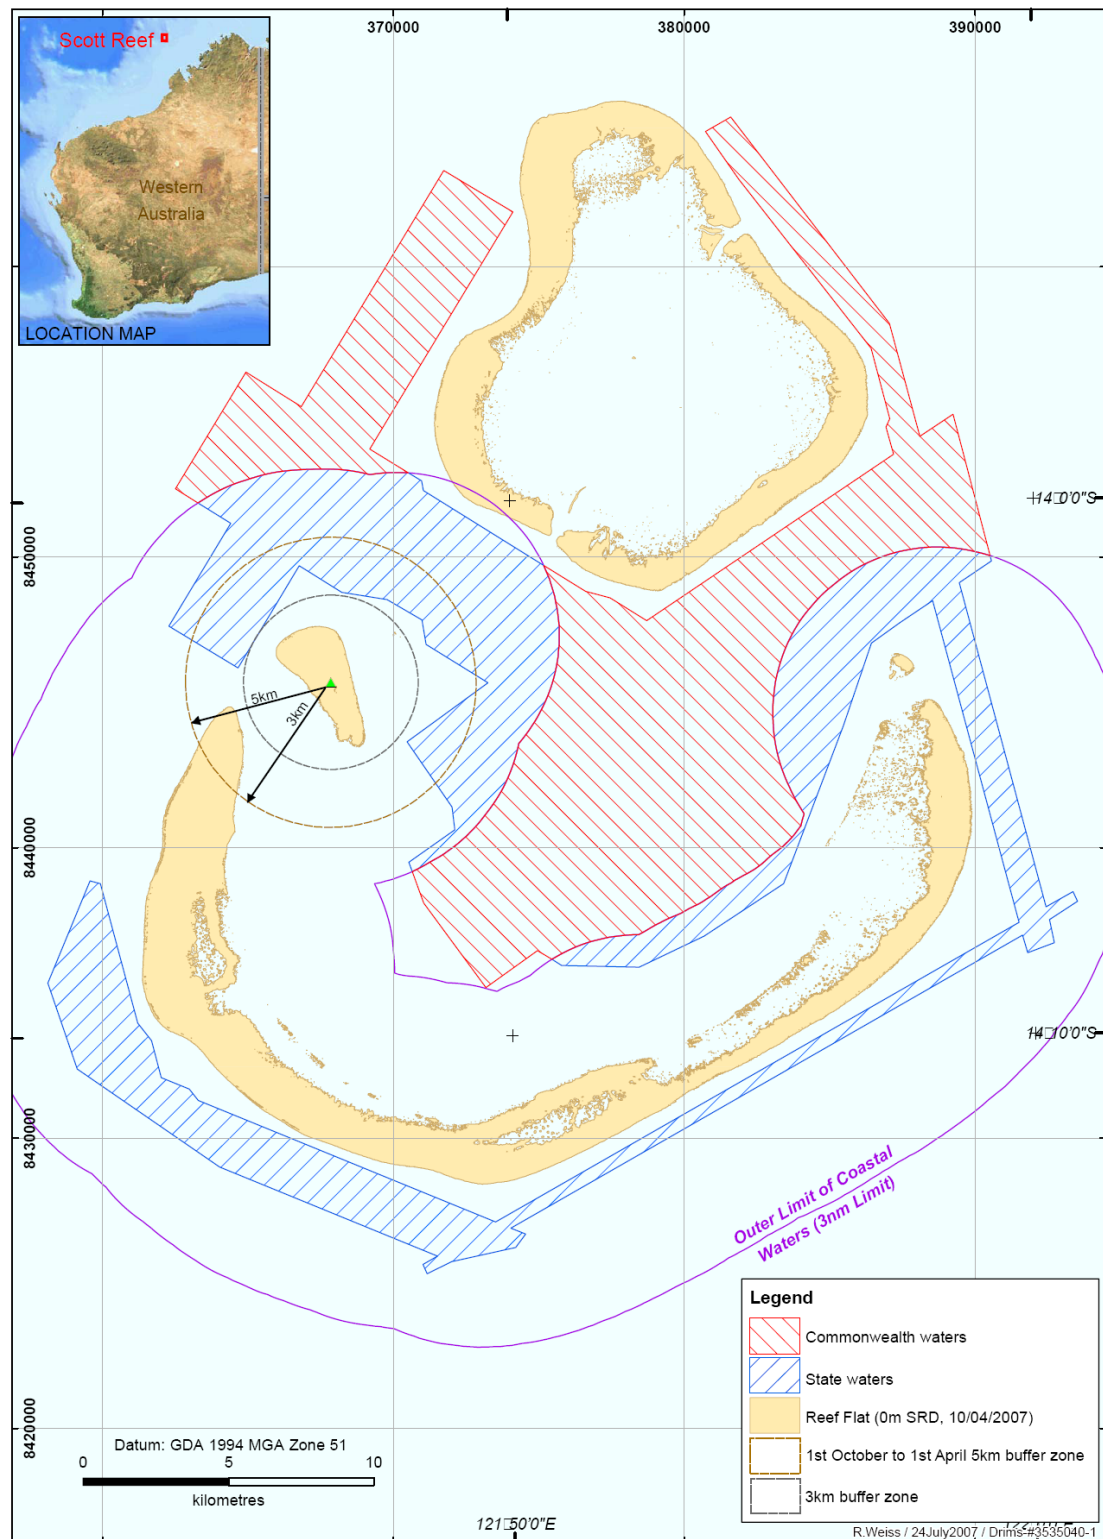 370000
380000
390000
Scott Reef
Western
Australia
LOCATION MAP
14□0'0"S
8450000
5km
3km
8440000
14□10'0"S
8430000
Outer Limit of Coastal
Waters (3nm Limit)
8420000
Legend
Commonwealth waters
State waters
Reef Flat (0m SRD, 10/04/2007)
1st October to 1st April 5km buffer zone
3km buffer zone
Datum: GDA 1994 MGA Zone 51
0 5 10
kilometres
121□50'0"E
R.Weiss / 24July2007 / Drims-#3535040-1